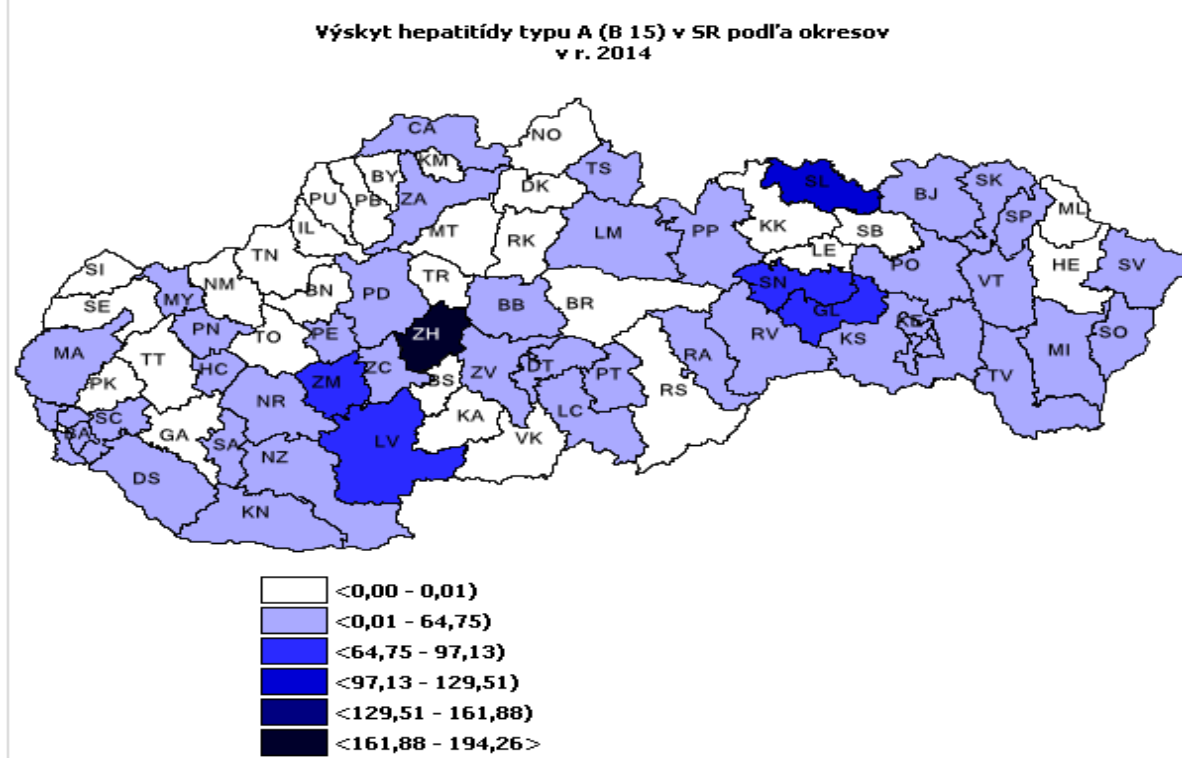 Výskyt hepatitídy typu A (B 15) v SR podľa okresov
v r. 2014
CA
NO
KM
TS
BY
DK
SL
PU
PB
ZA
BJ
SK
SP
ML
IL
MT
RK
LM
PP
KK
SB
TN
LE
PO
HE
SV
SI
NM
BN
TR
VT
SE
MY
PD
BB
BR
SN
GL
PN
TO
PE
ZH
RV
KE
KS
SO
MA
TT
HC
ZM
ZC
BS
ZV
DT
PT
RA
MI
TV
PK
NR
KA
LC
RS
SC
GA
SA
LV
VK
BA
NZ
DS
KN
<0,00 - 0,01)
<0,01 - 64,75)
<64,75 - 97,13)
<97,13 - 129,51)
<129,51 - 161,88)
<161,88 - 194,26>